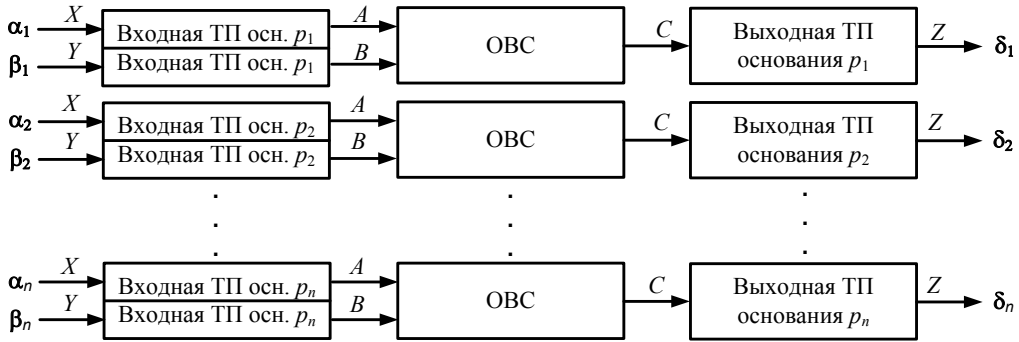 α1 X Входная ТП осн. p1 A ОВС C Выходная ТП основания p1 Z δ1
β1 Y Входная ТП осн. p1 B
α2 X Входная ТП осн. p2 A ОВС C Выходная ТП основания p2 Z δ2
β2 Y Входная ТП осн. p2 B
αn X Входная ТП осн. pn A ОВС C Выходная ТП основания pn Z δn
βn Y Входная ТП осн. pn B